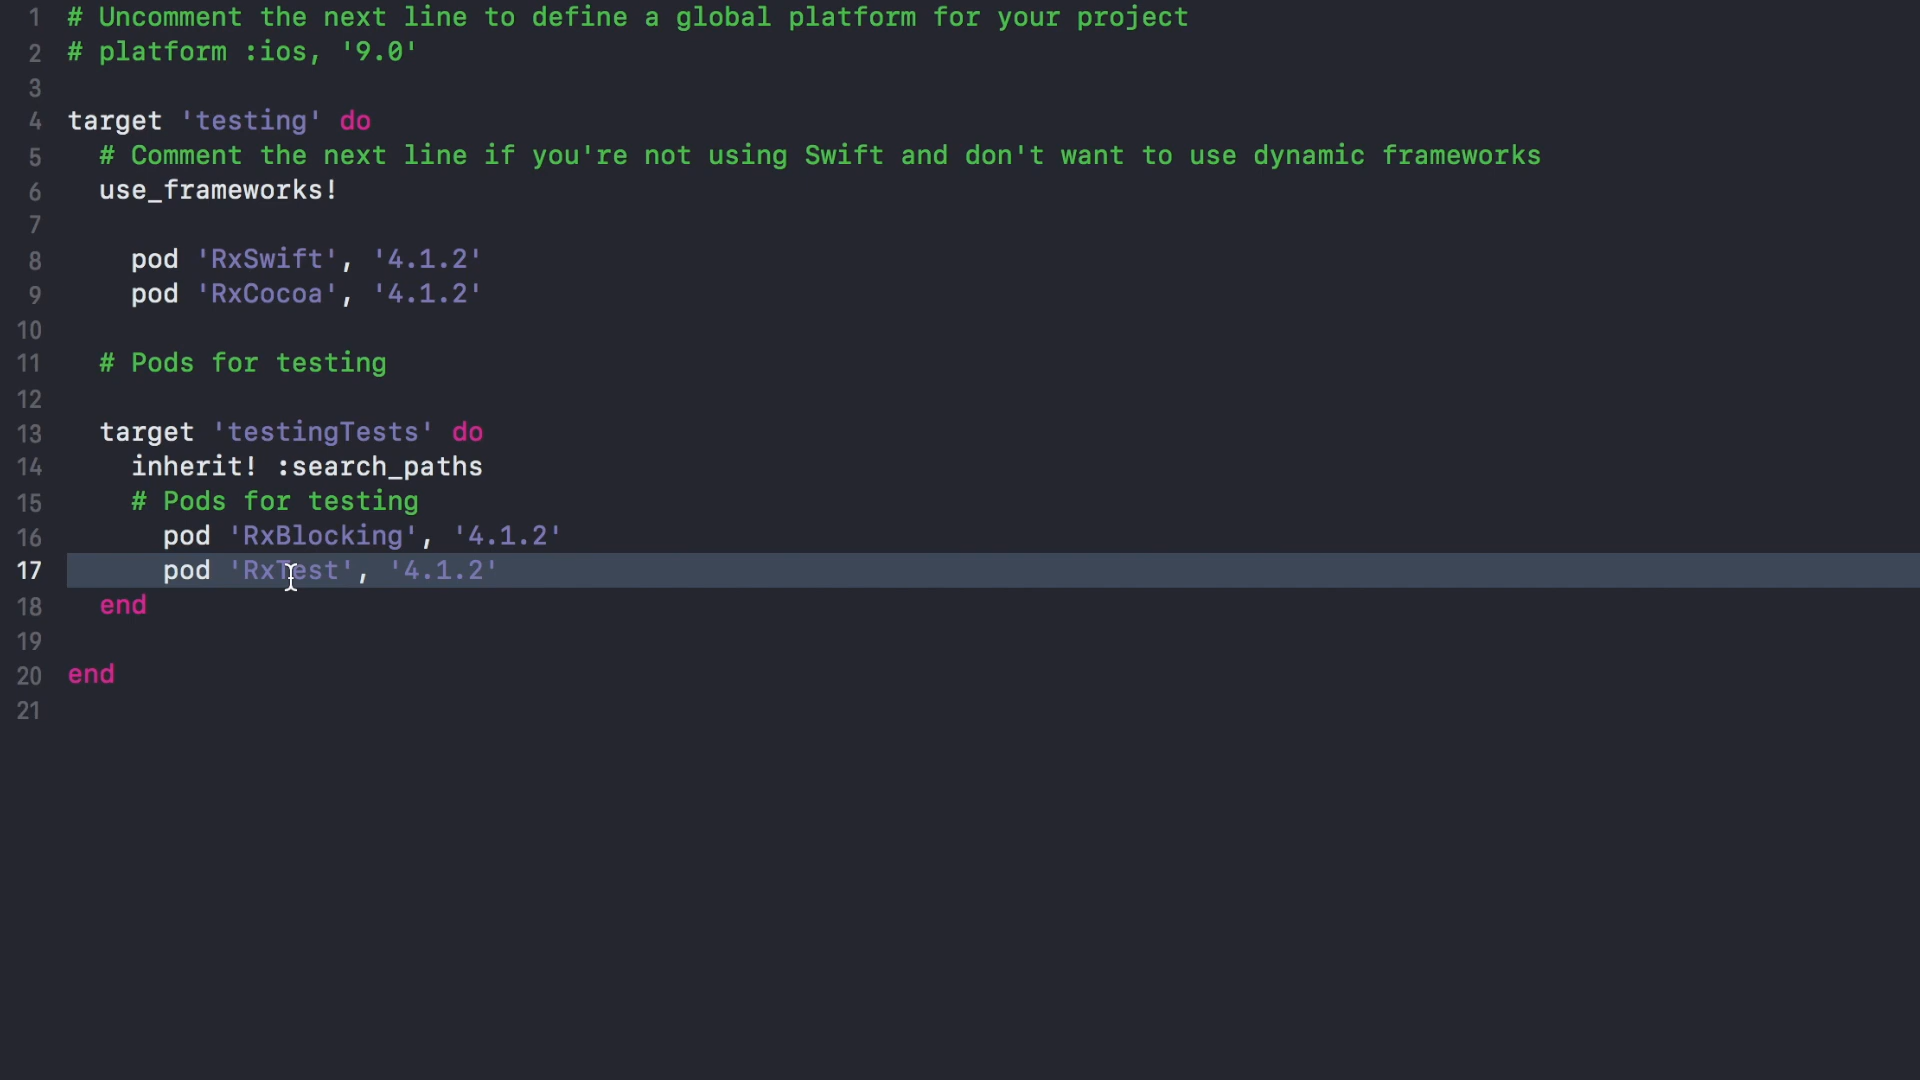 1 # Uncomment the next line to define a global platform for your project
2 # platform :ios, '9.0'
3
4 target 'testing' do
5 # Comment the next line if you're not using Swift and don't want to use dynamic frameworks
6 use_frameworks!
7
8 pod 'RxSwift', '4.1.2'
9 pod 'RxCocoa', '4.1.2'
10
11 # Pods for testing
12
13 target 'testingTests' do
14 inherit! :search_paths
15 # Pods for testing
16 pod 'RxBlocking', '4.1.2'
17 pod 'RxTest', '4.1.2'
18 end
19
20 end
21